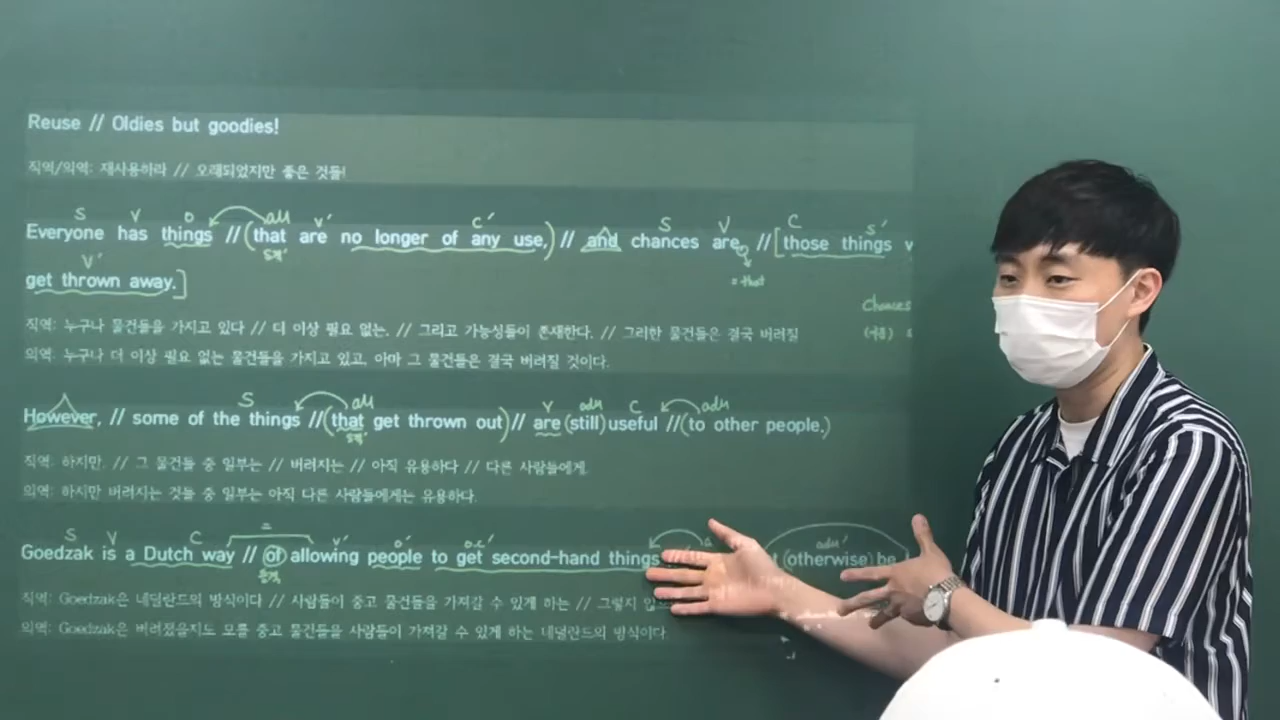 Reuse // Oldies but goodies!
직역/의역: 재사용하라 // 오래되었지만 좋은 것들!
S V O V' C' S V C S'
Everyone has things // (that are no longer of any use,) // and chances are, // [those things
주격'
= that
V'
get thrown away.]
Chances
직역: 누구나 물건들을 가지고 있다 // 더 이상 필요 없는, // 그리고 가능성들이 존재한다. // 그러한 물건들은 결국 버려질
의역: 누구나 더 이상 필요 없는 물건들을 가지고 있고, 아마 그 물건들은 결국 버려질 것이다.
S V C
However, // some of the things // (that get thrown out) // are (still) useful // (to other people.)
주격'
직역: 하지만, // 그 물건들 중 일부는 // 버려지는 // 아직 유용하다 // 다른 사람들에게.
의역: 하지만 버려지는 것들 중 일부는 아직 다른 사람들에게는 유용하다.
S V C = V' O' O.C'
Goedzak is a Dutch way // of allowing people to get second-hand things (otherwise) be
동격
직역: Goedzak은 네덜란드의 방식이다 // 사람들이 중고 물건들을 가져갈 수 있게 하는 // 그렇지
의역: Goedzak은 버려졌을지도 모를 중고 물건들을 사람들이 가져갈 수 있게 하는 네덜란드의 방식이다.